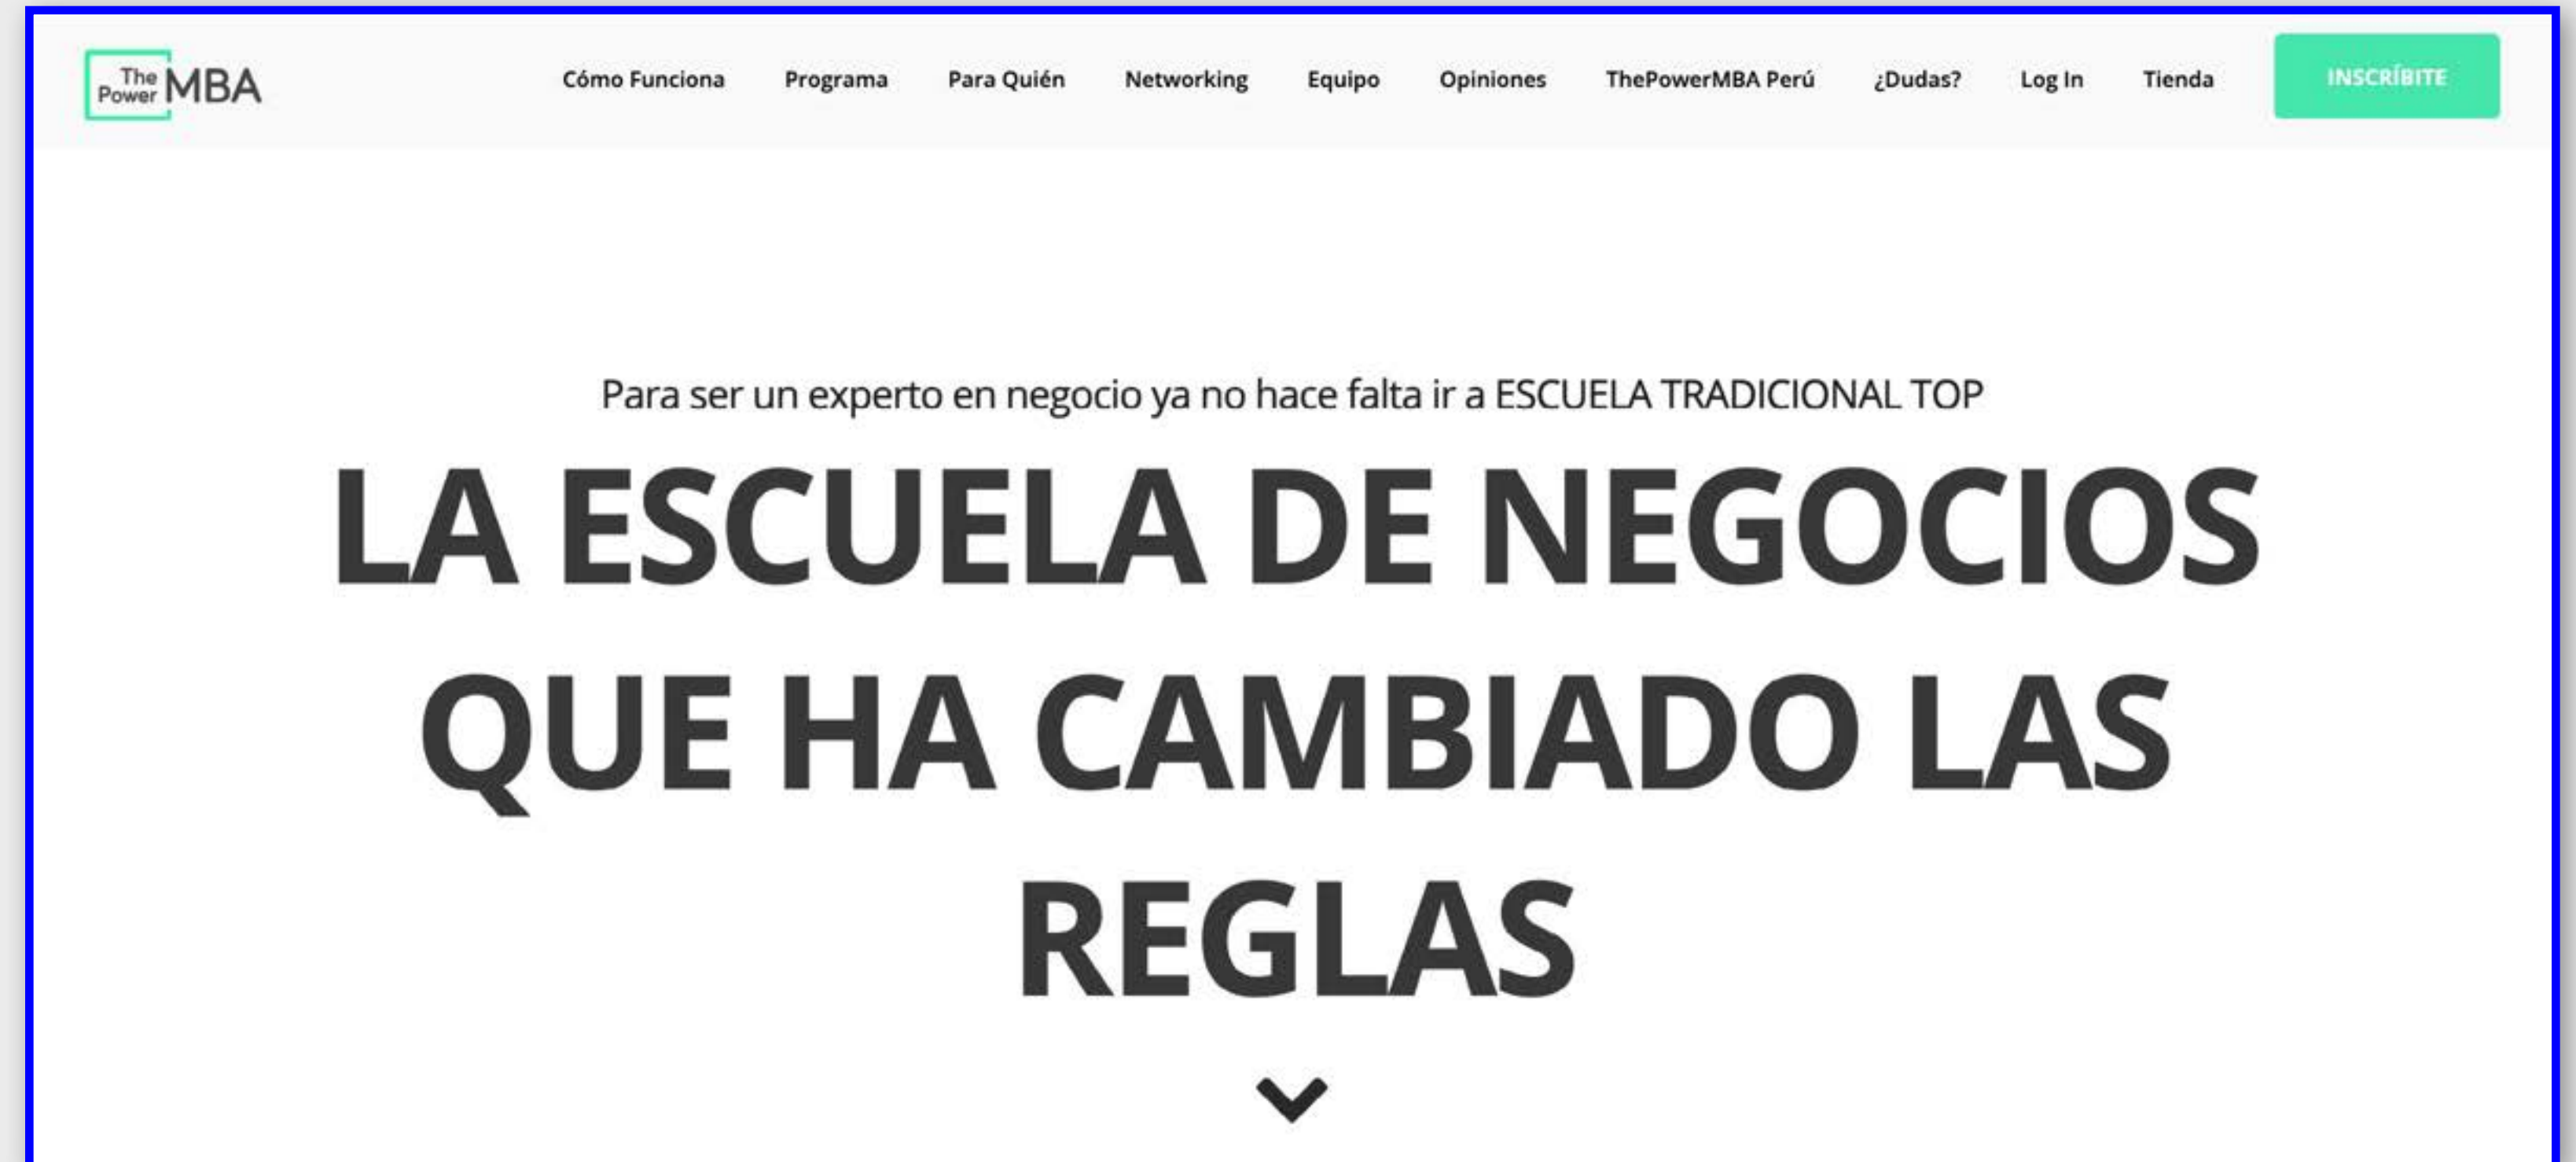 The Power MBA
Cómo Funciona Programa Para Quién Networking Equipo Opiniones ThePowerMBA Perú ¿Dudas? Log In Tienda INSCRÍBITE
Para ser un experto en negocio ya no hace falta ir a ESCUELA TRADICIONAL TOP
LA ESCUELA DE NEGOCIOS
QUE HA CAMBIADO LAS
REGLAS